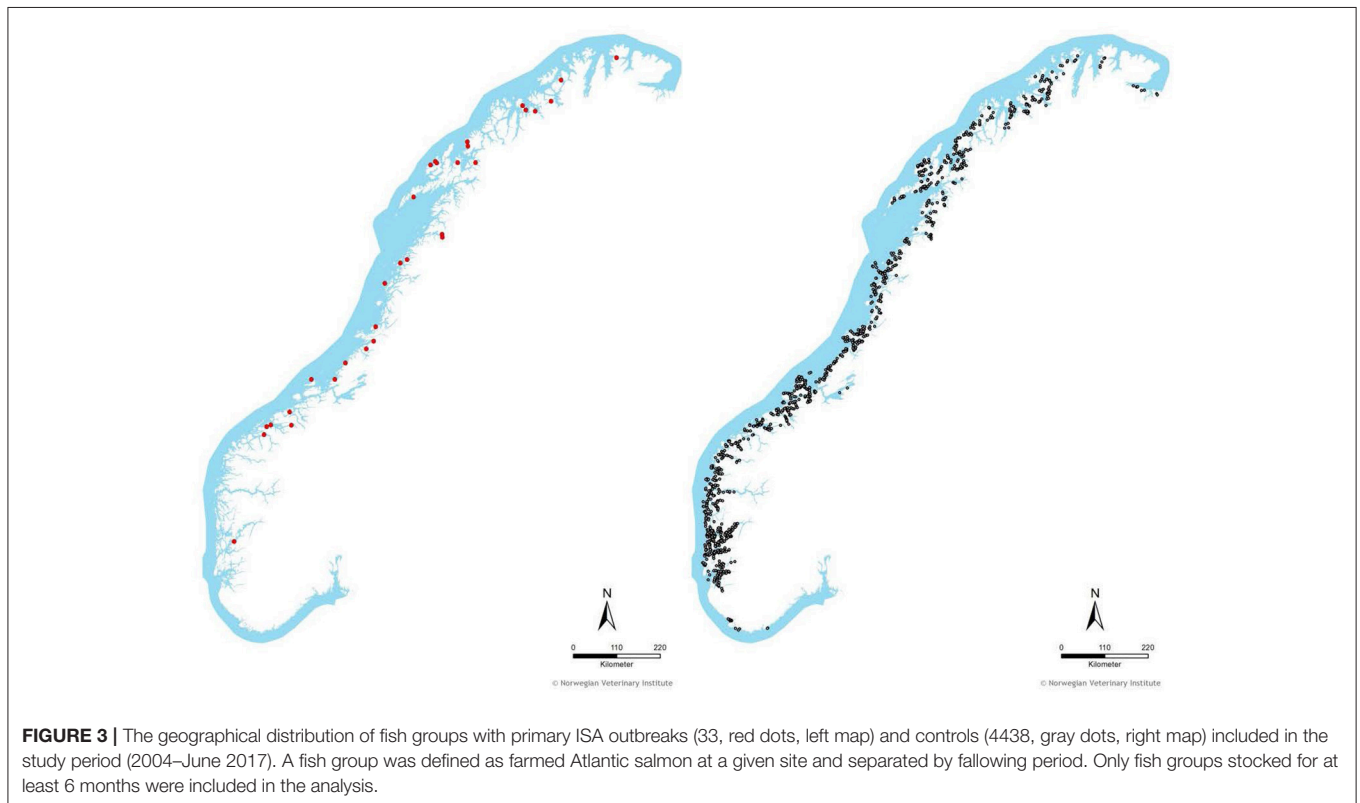 N
0 110 220
Kilometer
© Norwegian Veterinary Institute
N
0 110 220
Kilometer
© Norwegian Veterinary Institute
FIGURE 3 | The geographical distribution of fish groups with primary ISA outbreaks (33, red dots, left map) and controls (4438, gray dots, right map) included in the
study period (2004–June 2017). A fish group was defined as farmed Atlantic salmon at a given site and separated by fallowing period. Only fish groups stocked for at
least 6 months were included in the analysis.